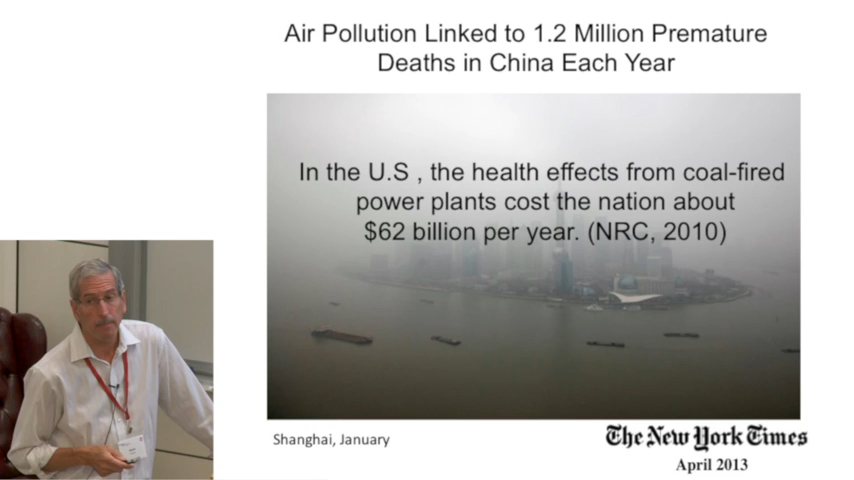 Air Pollution Linked to 1.2 Million Premature
Deaths in China Each Year
In the U.S , the health effects from coal-fired
power plants cost the nation about
$62 billion per year. (NRC, 2010)
Shanghai, January
The New York Times
April 2013